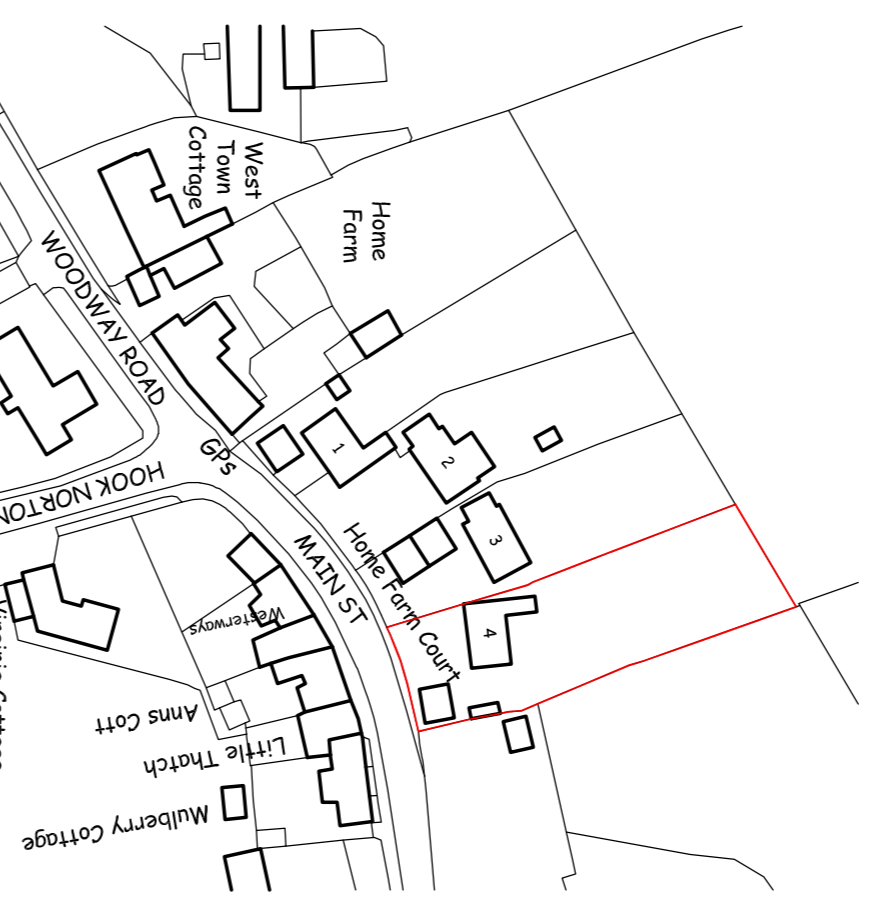 West
Town
Cottage
Home
Farm
WOODWAY ROAD
GPs
HOOK NORTON
1
2
3
4
MAIN ST
Home Farm Court
Westerways
Anns Cott
Little Thatch
Mulberry Cottage